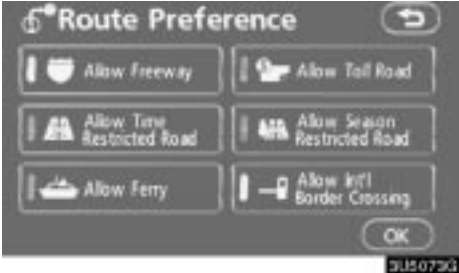 Route Preference
Allow Freeway
Allow Toll Road
Allow Time
Restricted Road
Allow Season
Restricted Road
Allow Ferry
Allow Int'l
Border Crossing
OK
3U5073G